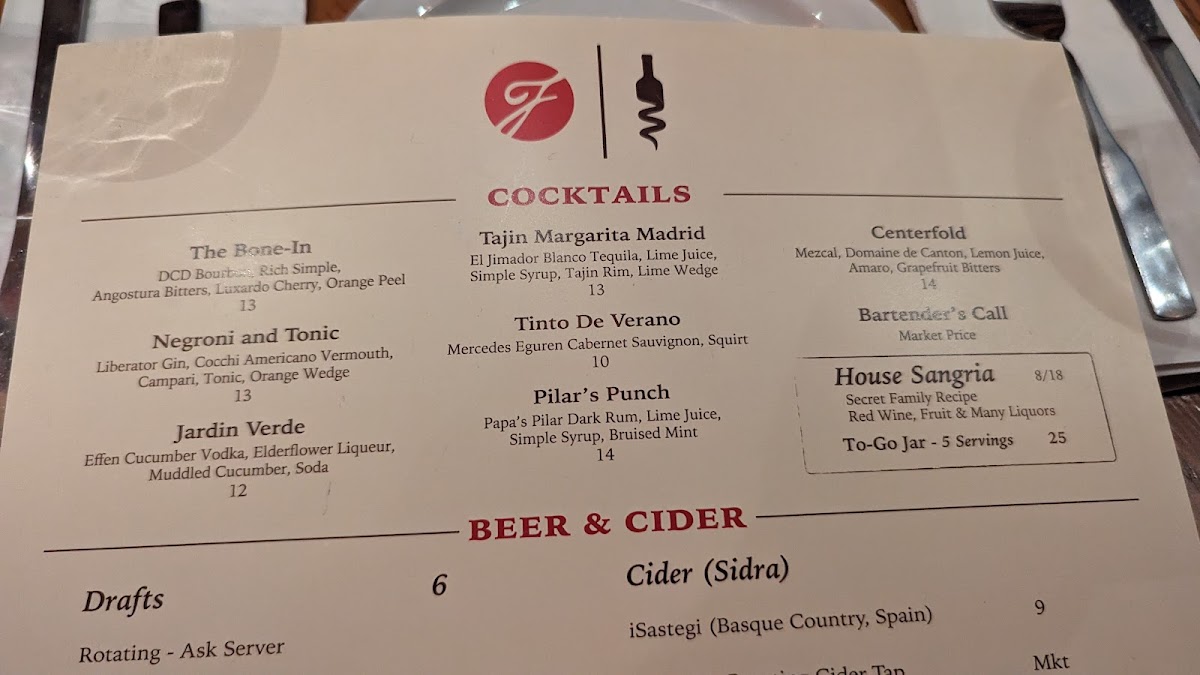 COCKTAILS
The Bone-In
DCD Bourbon, Rich Simple,
Angostura Bitters, Luxardo Cherry, Orange Peel
13
Negroni and Tonic
Liberator Gin, Cocchi Americano Vermouth,
Campari, Tonic, Orange Wedge
13
Jardin Verde
Effen Cucumber Vodka, Elderflower Liqueur,
Muddled Cucumber, Soda
12
Tajin Margarita Madrid
El Jimador Blanco Tequila, Lime Juice,
Simple Syrup, Tajin Rim, Lime Wedge
13
Tinto De Verano
Mercedes Eguren Cabernet Sauvignon, Squirt
10
Pilar's Punch
Papa's Pilar Dark Rum, Lime Juice,
Simple Syrup, Bruised Mint
14
Centerfold
Mezcal, Domaine de Canton, Lemon Juice,
Amaro, Grapefruit Bitters
14
Bartender's Call
Market Price
House Sangria 8/18
Secret Family Recipe
Red Wine, Fruit & Many Liquors
To-Go Jar - 5 Servings 25
BEER & CIDER
Drafts 6
Rotating - Ask Server
Cider (Sidra)
iSastegi (Basque Country, Spain) 9
Cider Tap Mkt